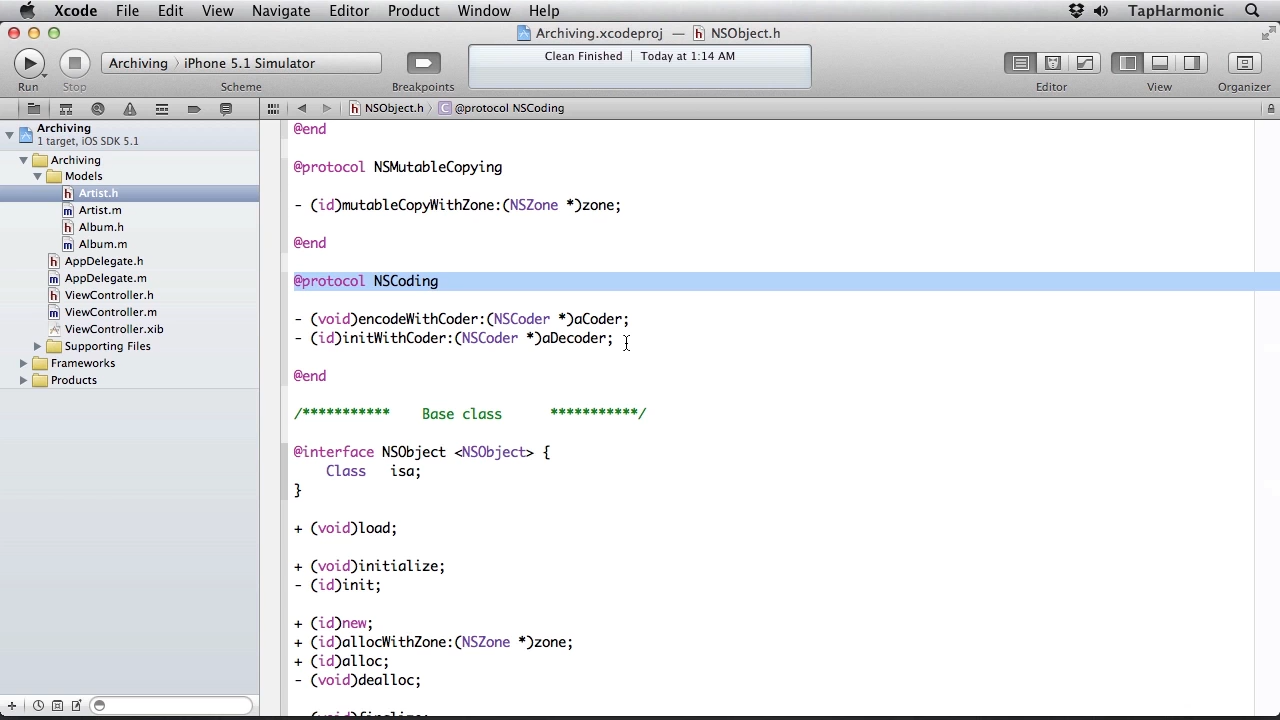 Xcode File Edit View Navigate Editor Product Window Help TapHarmonic
Archiving.xcodeproj — NSObject.h
Archiving iPhone 5.1 Simulator
Clean Finished Today at 1:14 AM
Run Stop Scheme Breakpoints Editor View Organizer
NSObject.h @protocol NSCoding
Archiving
1 target, iOS SDK 5.1
Archiving
Models
Artist.h
Artist.m
Album.h
Album.m
AppDelegate.h
AppDelegate.m
ViewController.h
ViewController.m
ViewController.xib
Supporting Files
Frameworks
Products
@end
@protocol NSMutableCopying
- (id)mutableCopyWithZone:(NSZone *)zone;
@end
@protocol NSCoding
- (void)encodeWithCoder:(NSCoder *)aCoder;
- (id)initWithCoder:(NSCoder *)aDecoder;
@end
/*********** Base class ***********/
@interface NSObject <NSObject> {
Class isa;
}
+ (void)load;
+ (void)initialize;
- (id)init;
+ (id)new;
+ (id)allocWithZone:(NSZone *)zone;
+ (id)alloc;
- (void)dealloc;